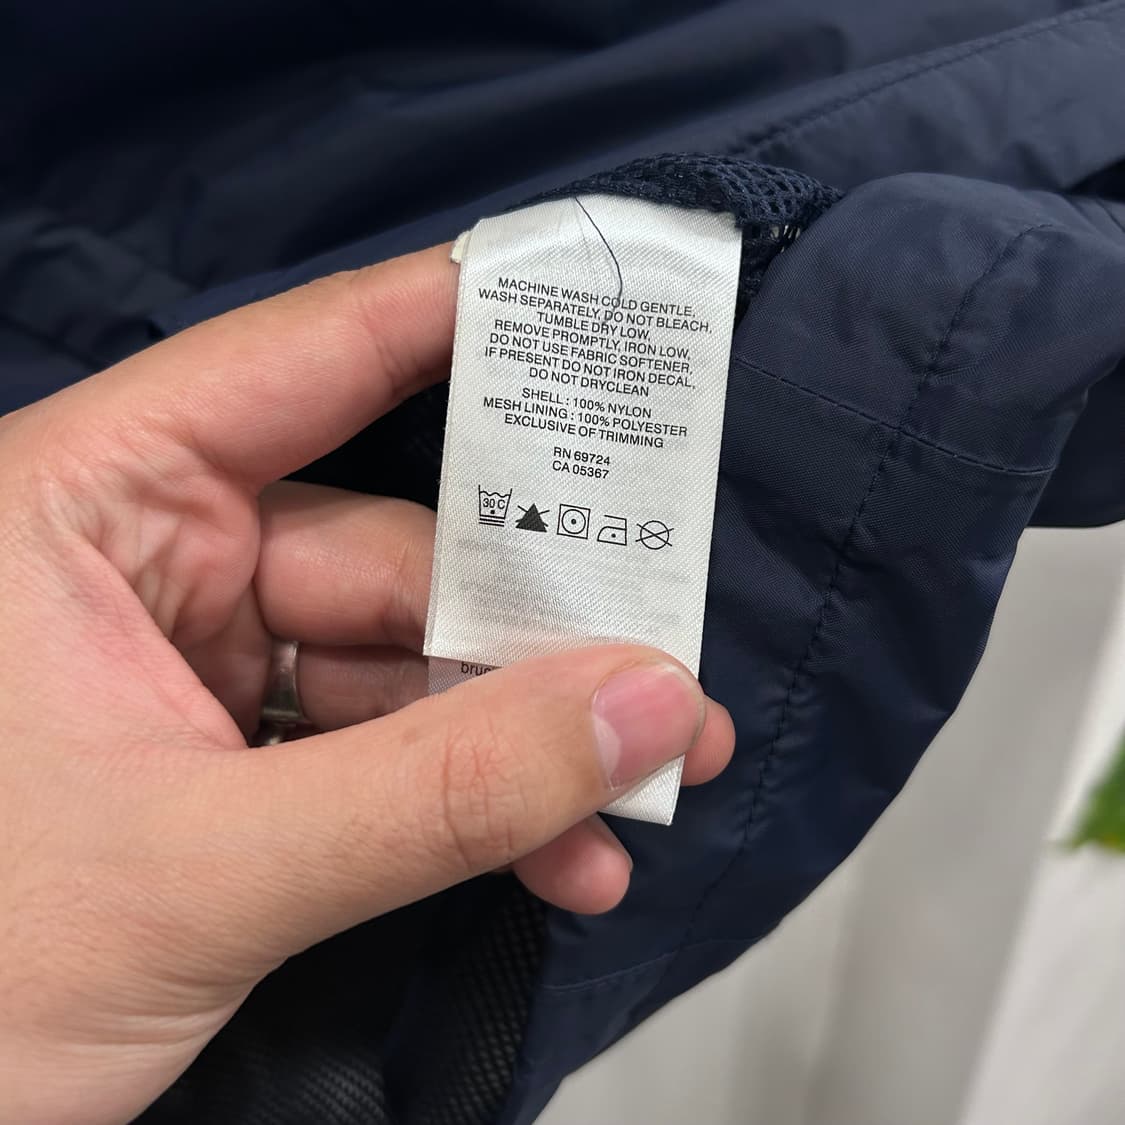 MACHINE WASH COLD GENTLE,
WASH SEPARATELY, DO NOT BLEACH,
TUMBLE DRY LOW,
REMOVE PROMPTLY, IRON LOW,
DO NOT USE FABRIC SOFTENER,
IF PRESENT DO NOT IRON DECAL,
DO NOT DRYCLEAN
SHELL : 100% NYLON
MESH LINING : 100% POLYESTER
EXCLUSIVE OF TRIMMING
RN 69724
CA 05367
30 C